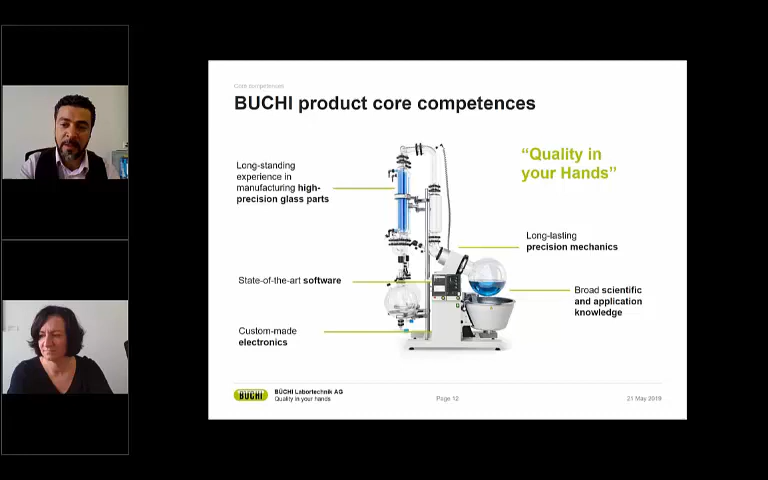 Core competences
BUCHI product core competences
“Quality in
your Hands”
Long-standing
experience in
manufacturing high-
precision glass parts
Long-lasting
precision mechanics
State-of-the-art software
Broad scientific
and application
knowledge
Custom-made
electronics
BÜCHI
BÜCHI Labortechnik AG
Quality in your hands
Page 12
21 May 2019